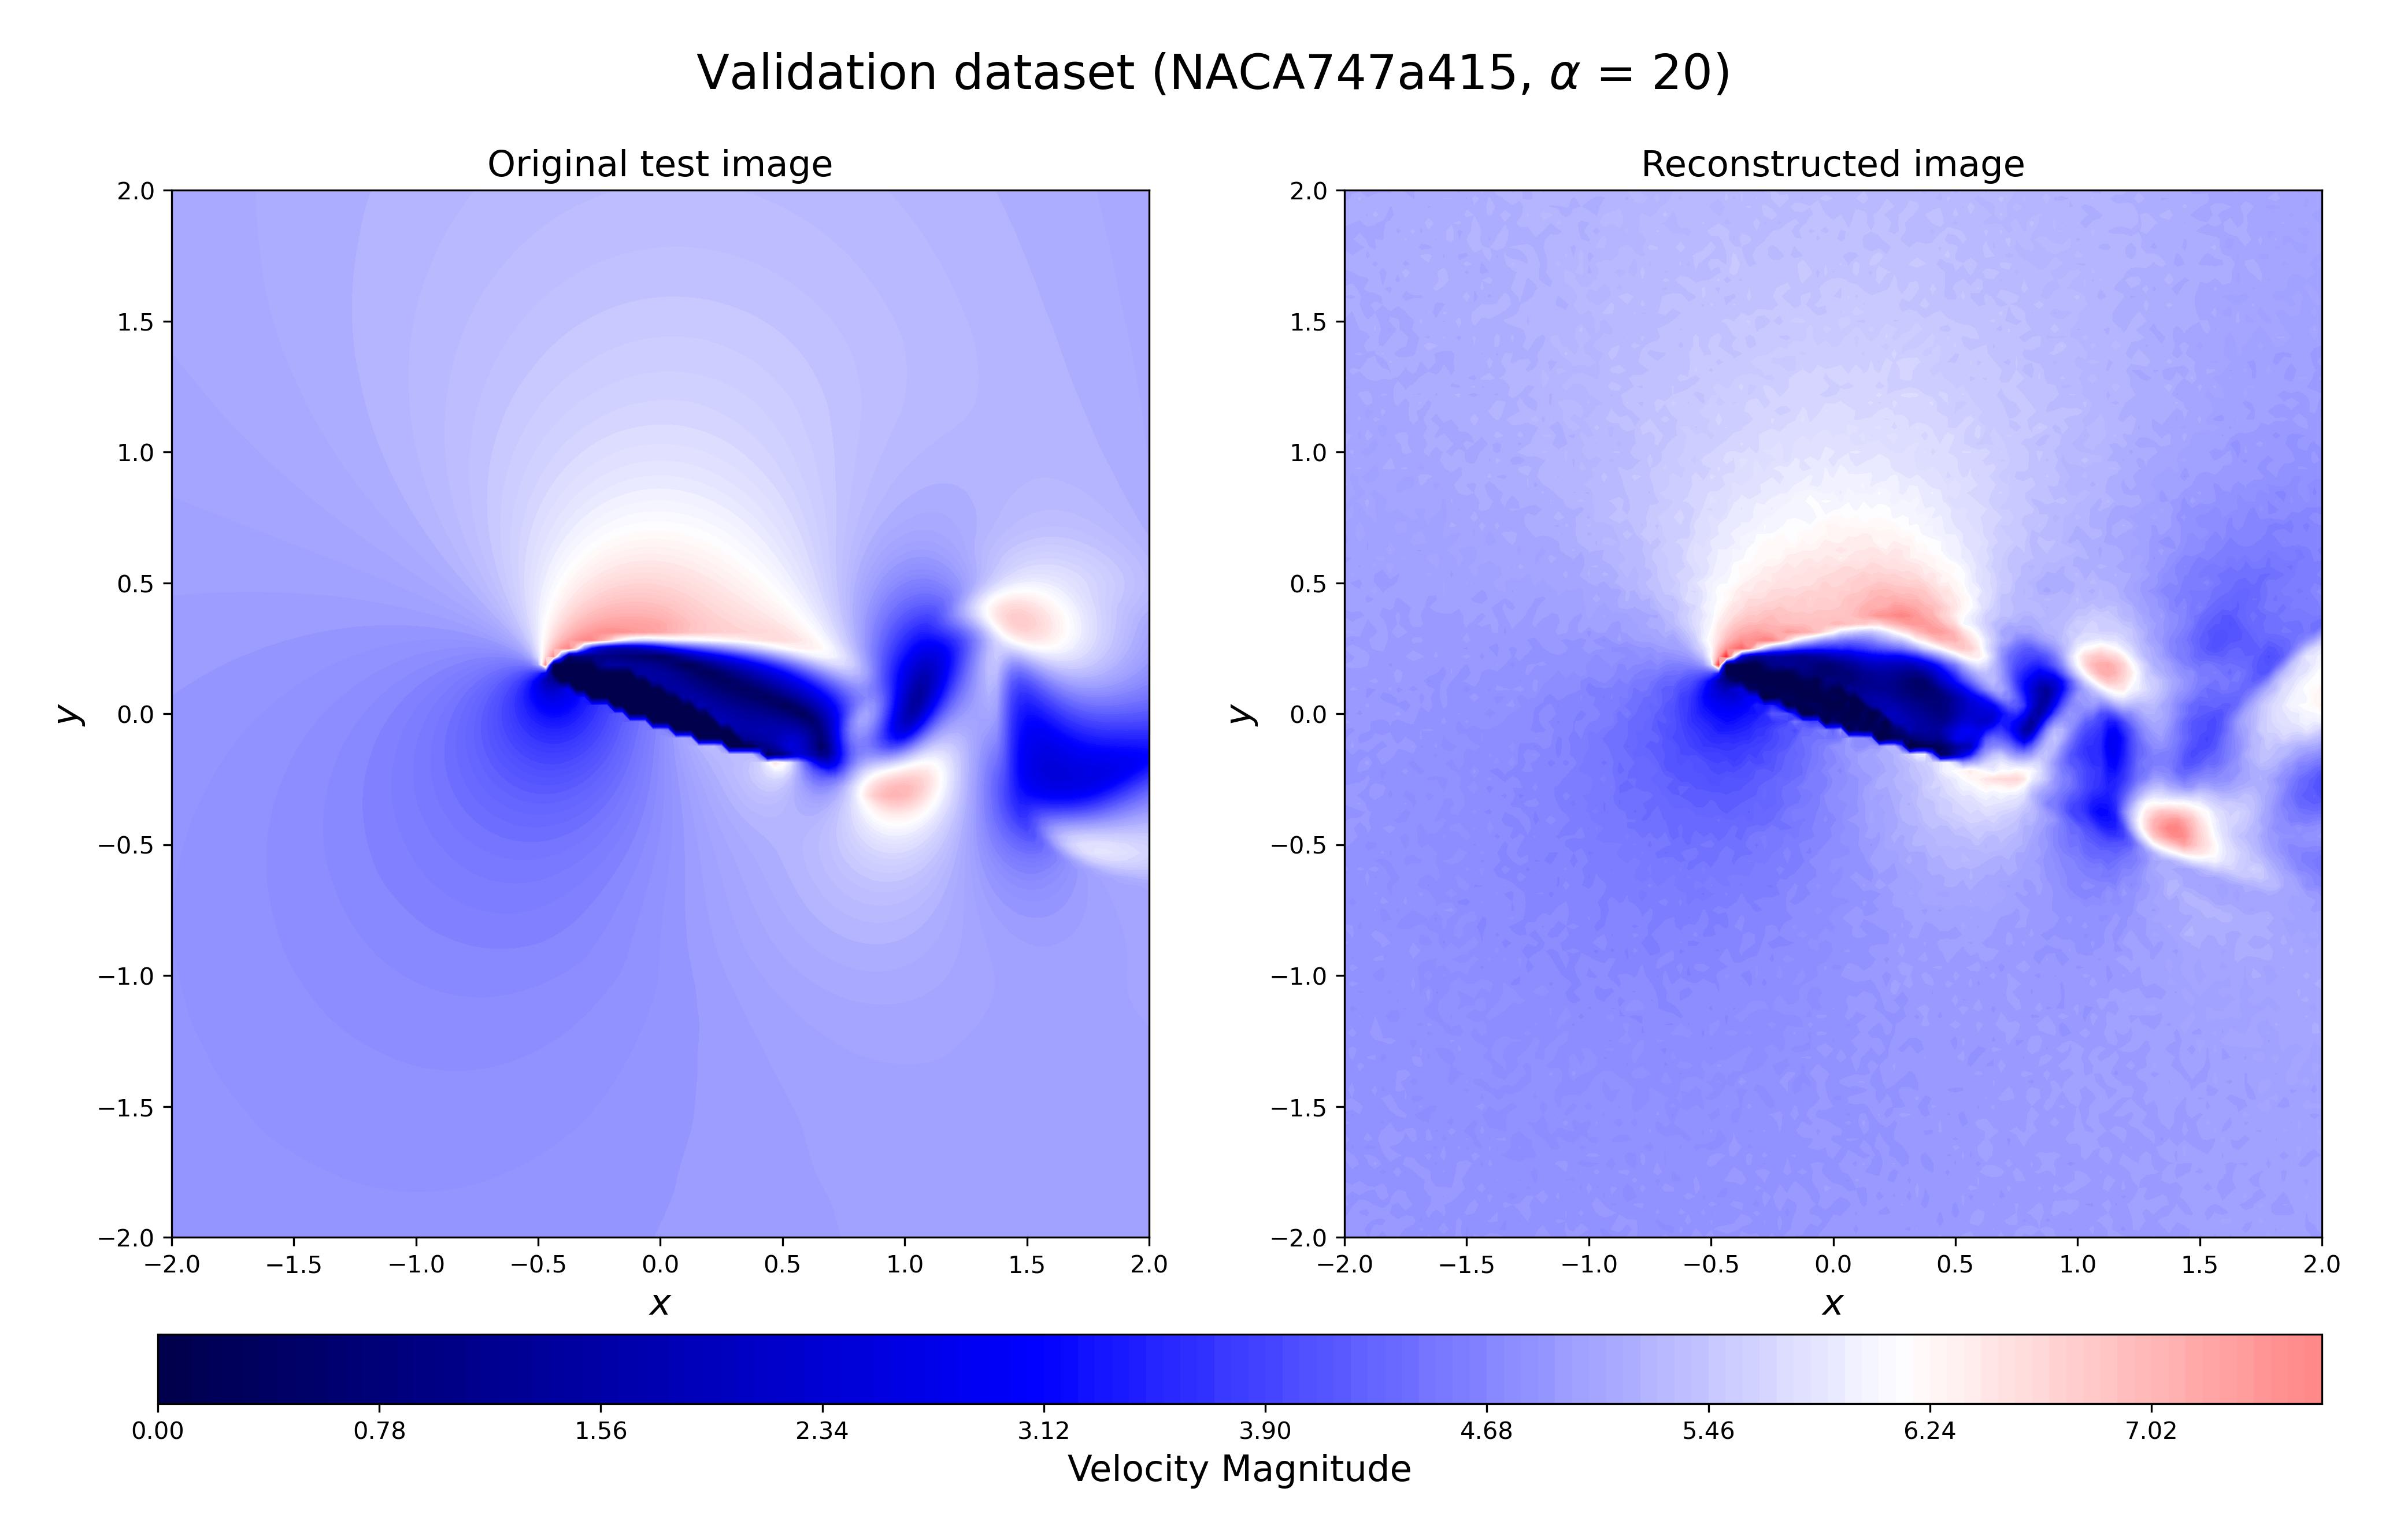 Validation dataset (NACA747a415, α = 20)
Original test image
Reconstructed image
2.0
1.5
1.0
0.5
0.0
−0.5
−1.0
−1.5
−2.0
y
−2.0 −1.5 −1.0 −0.5 0.0 0.5 1.0 1.5 2.0
x
2.0
1.5
1.0
0.5
0.0
−0.5
−1.0
−1.5
−2.0
y
−2.0 −1.5 −1.0 −0.5 0.0 0.5 1.0 1.5 2.0
x
0.00 0.78 1.56 2.34 3.12 3.90 4.68 5.46 6.24 7.02
Velocity Magnitude